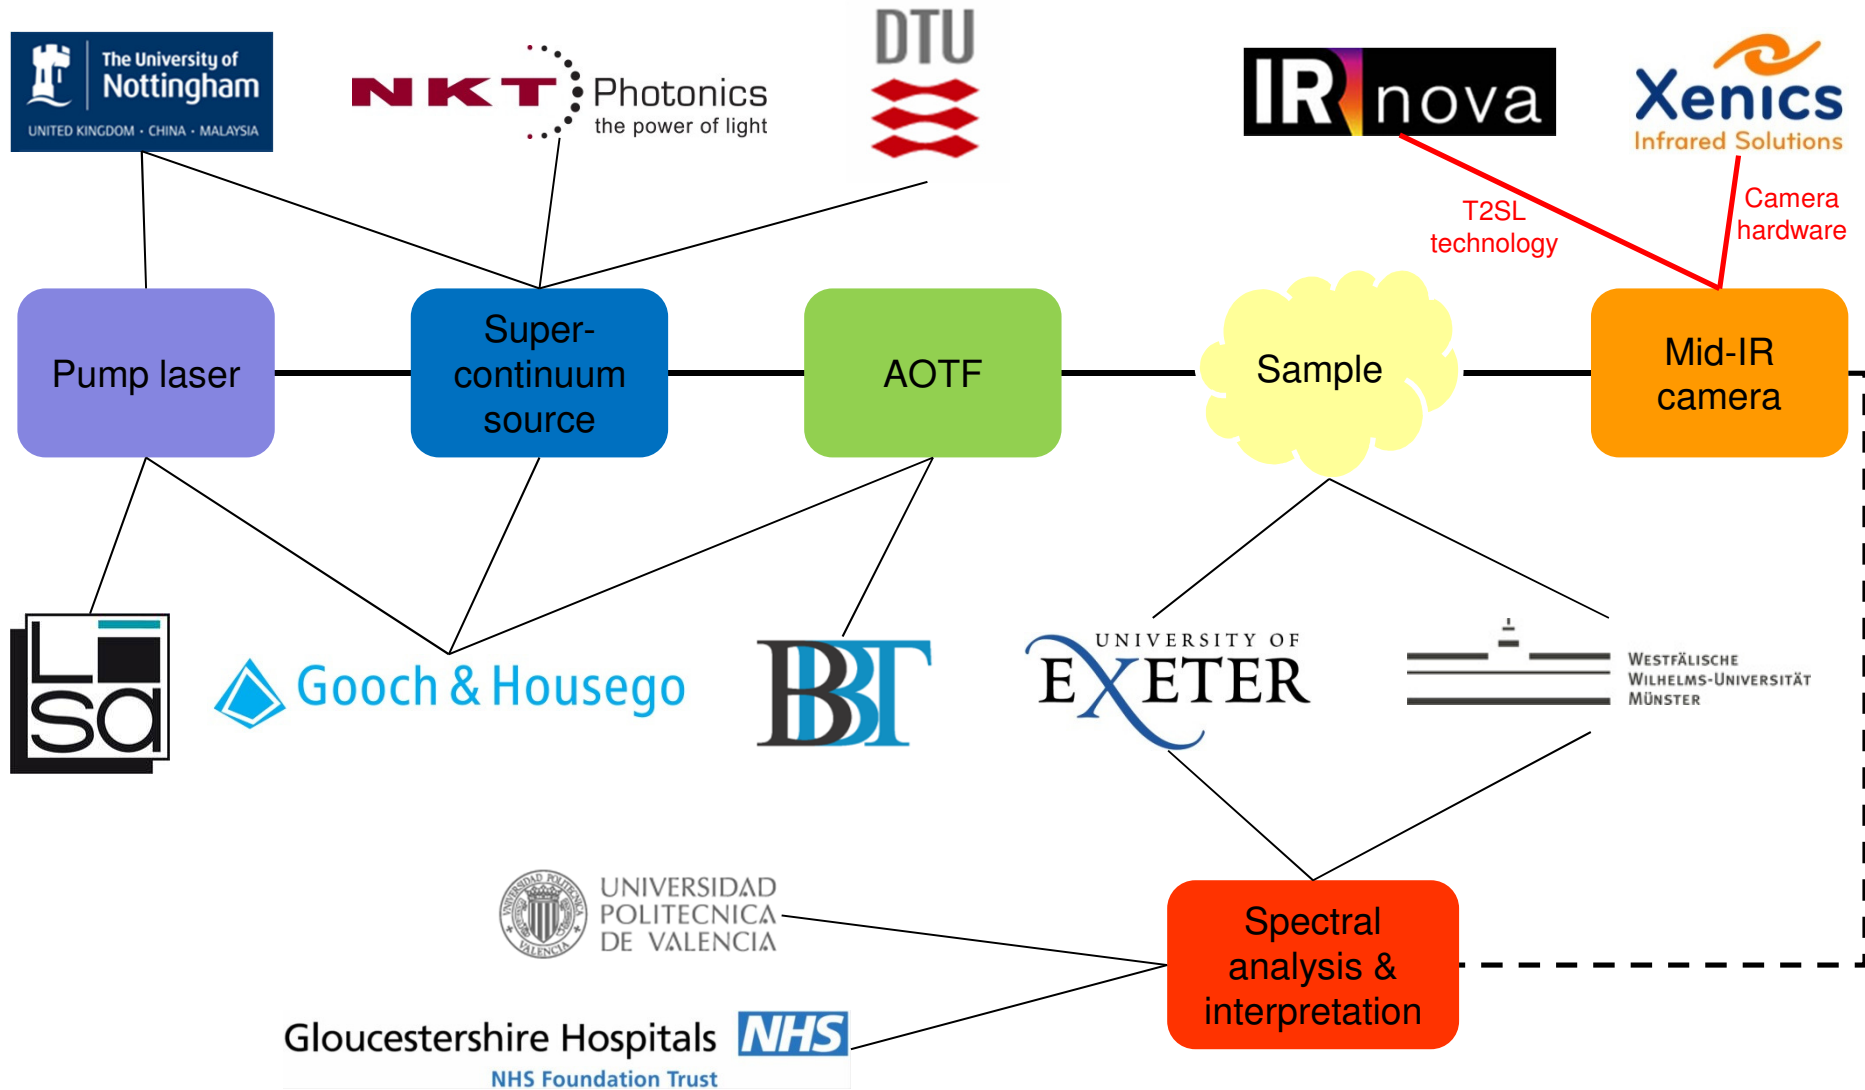 The University of
Nottingham
UNITED KINGDOM · CHINA · MALAYSIA
NKT Photonics
the power of light
DTU
IR nova
Xenics
Infrared Solutions
T2SL
technology
Camera
hardware
Pump laser
Super-
continuum
source
AOTF
Sample
Mid-IR
camera
Lisa
Gooch & Housego
BBT
UNIVERSITY OF
EXETER
WESTFÄLISCHE
WILHELMS-UNIVERSITÄT
MÜNSTER
UNIVERSIDAD
POLITECNICA
DE VALENCIA
UNIVERSIDAD POLITECNICA
VALENCIA
Spectral
analysis &
interpretation
Gloucestershire Hospitals NHS
NHS Foundation Trust